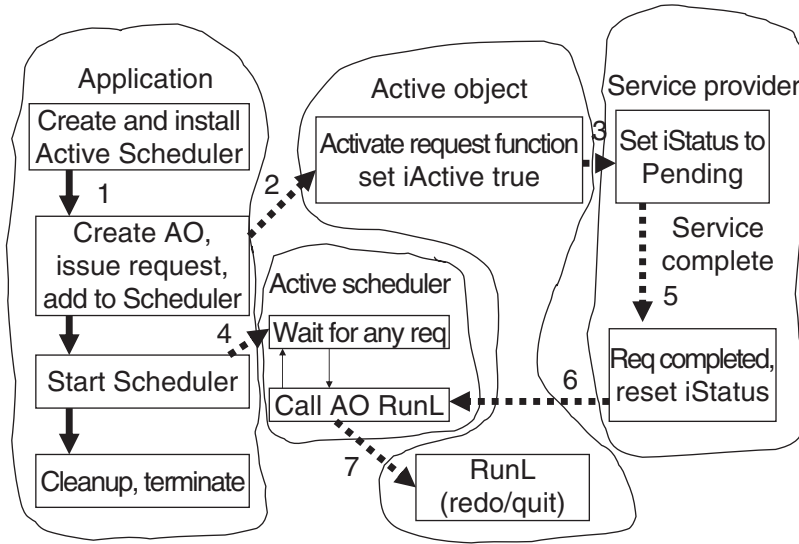 Application
Create and install
Active Scheduler
1
Create AO,
issue request,
add to Scheduler
Start Scheduler
Cleanup, terminate
2
Active object
Activate request function
set iActive true
3
Service provider
Set iStatus to
Pending
Service
complete
5
Active scheduler
4
Wait for any req
Call AO RunL
6
Req completed,
reset iStatus
7
RunL
(redo/quit)